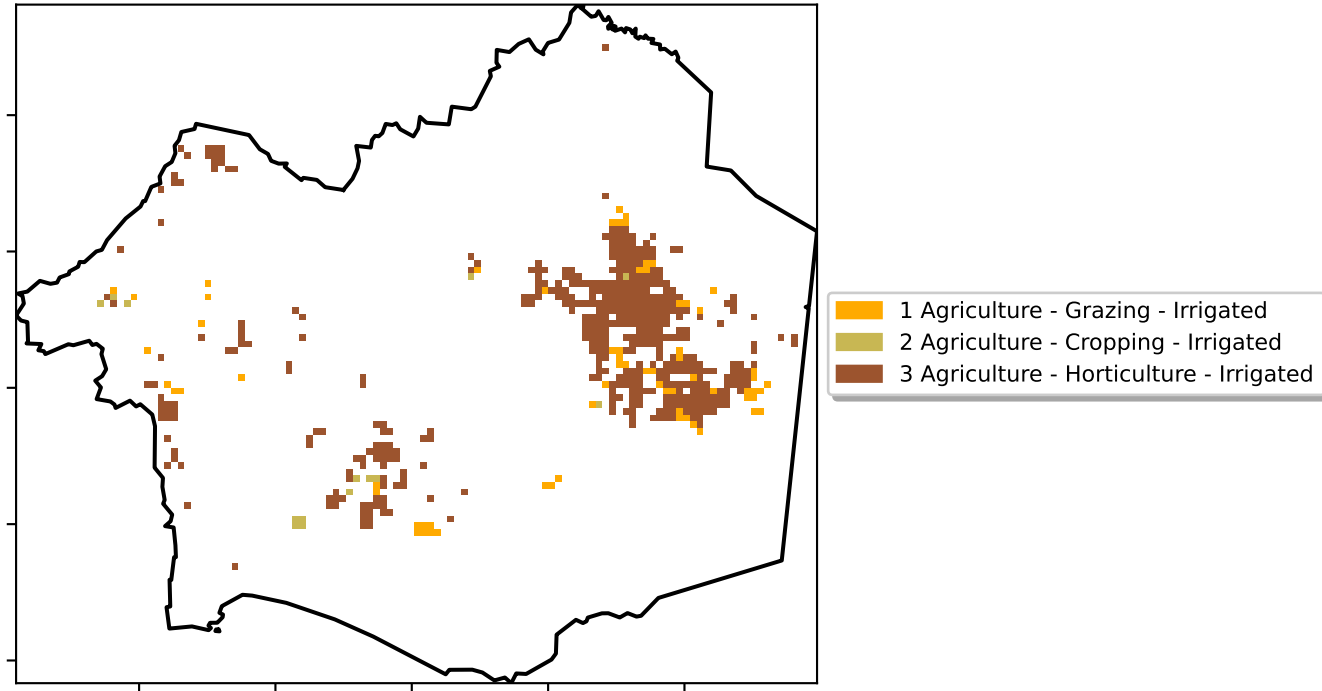 1 Agriculture - Grazing - Irrigated
2 Agriculture - Cropping - Irrigated
3 Agriculture - Horticulture - Irrigated